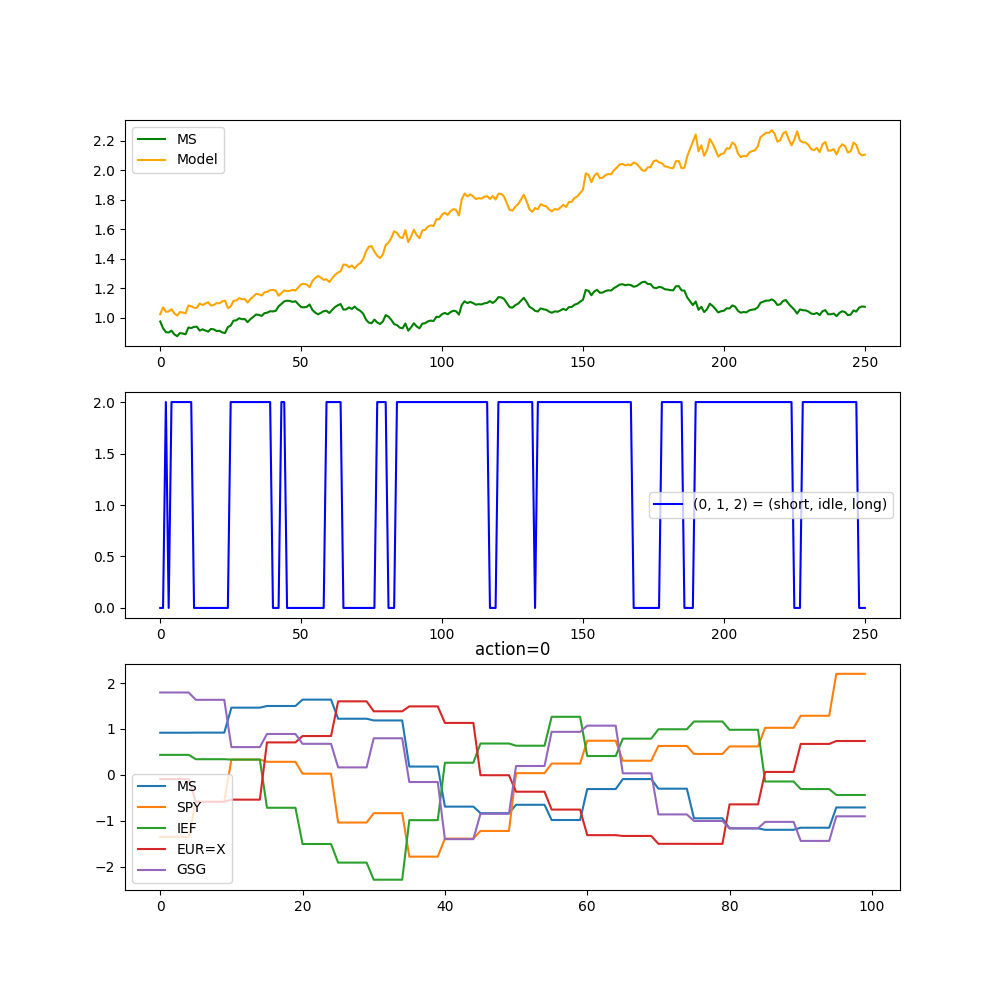 2.2
2.0
1.8
1.6
1.4
1.2
1.0
MS
Model
0 50 100 150 200 250
2.0
1.5
1.0
0.5
0.0
(0, 1, 2) = (short, idle, long)
0 50 100 150 200 250
action=0
2
1
0
−1
−2
MS
SPY
IEF
EUR=X
GSG
0 20 40 60 80 100